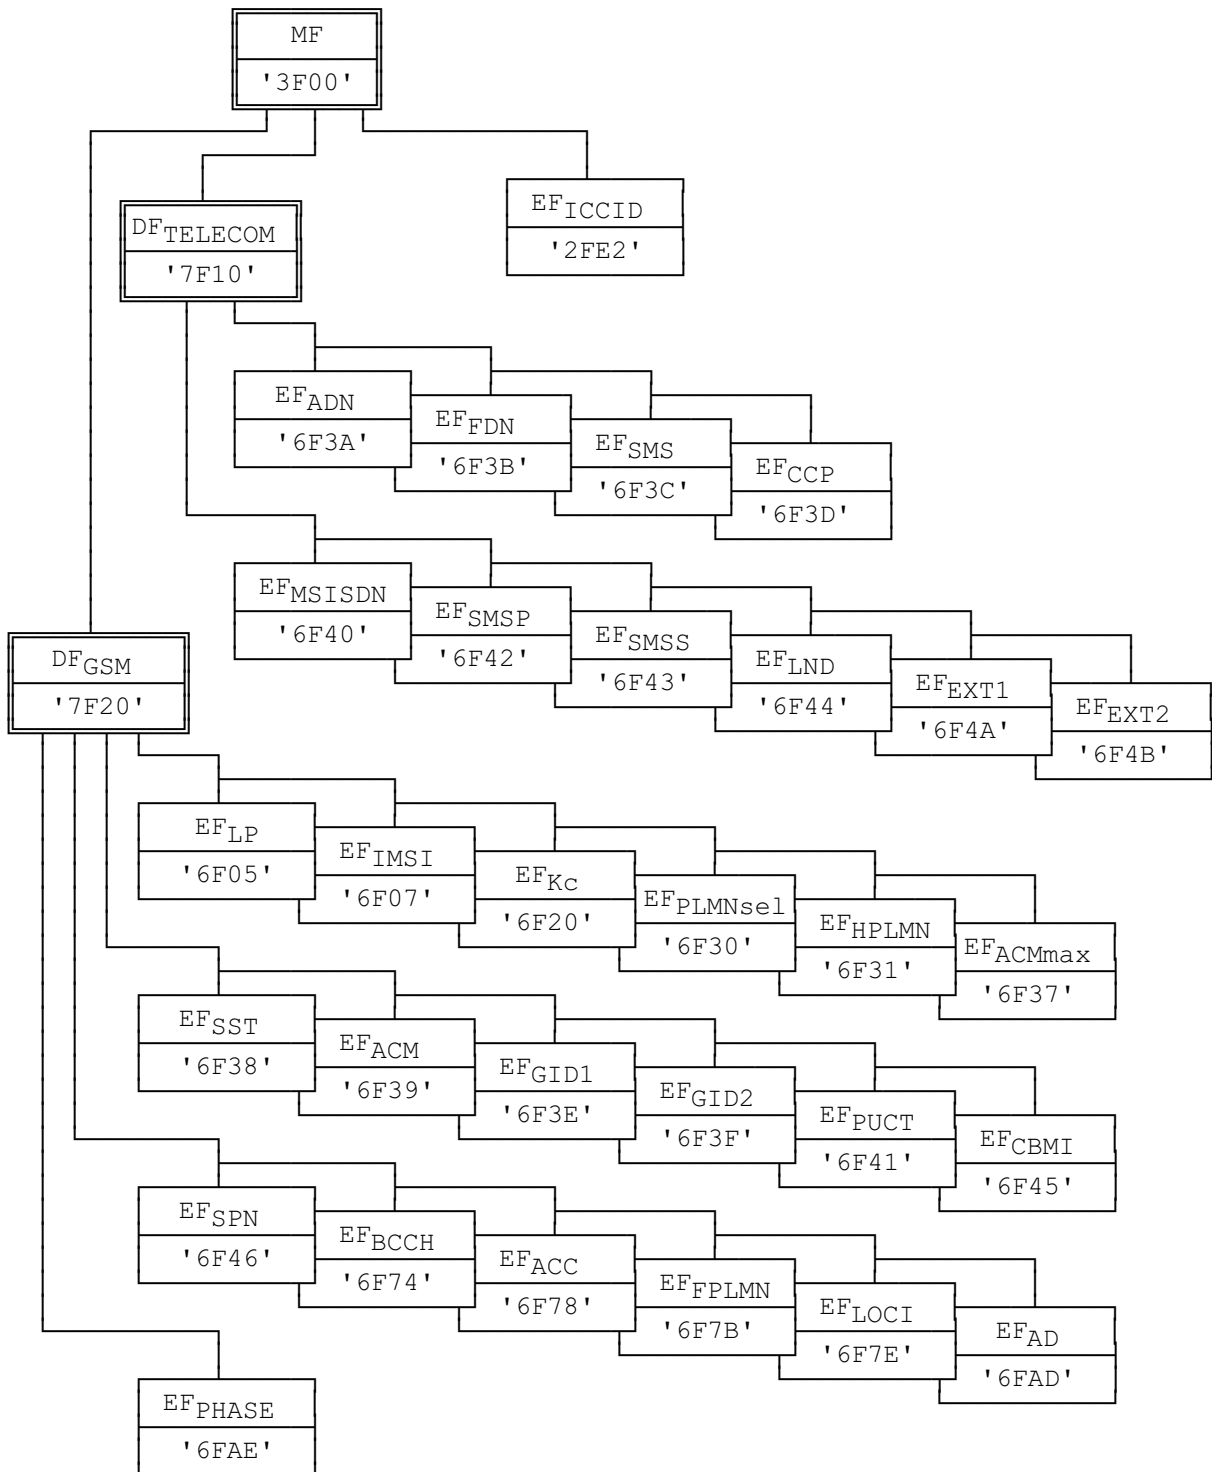 MF
'3F00'
EFICCID
'2FE2'
DFTELECOM
'7F10'
EFADN
'6F3A'
EFFDN
'6F3B'
EFSMS
'6F3C'
EFCCP
'6F3D'
EFMSISDN
'6F40'
EFSMSP
'6F42'
EFSMSS
'6F43'
EFLND
'6F44'
EFEXT1
'6F4A'
EFEXT2
'6F4B'
DFGSM
'7F20'
EFLP
'6F05'
EFIMSI
'6F07'
EFKc
'6F20'
EFPLMNsel
'6F30'
EFHPLMN
'6F31'
EFACMmax
'6F37'
EFSST
'6F38'
EFACM
'6F39'
EFGID1
'6F3E'
EFGID2
'6F3F'
EFPUCT
'6F41'
EFCBMI
'6F45'
EFSPN
'6F46'
EFBCCH
'6F74'
EFACC
'6F78'
EFFPLMN
'6F7B'
EFLOCI
'6F7E'
EFAD
'6FAD'
EFPHASE
'6FAE'